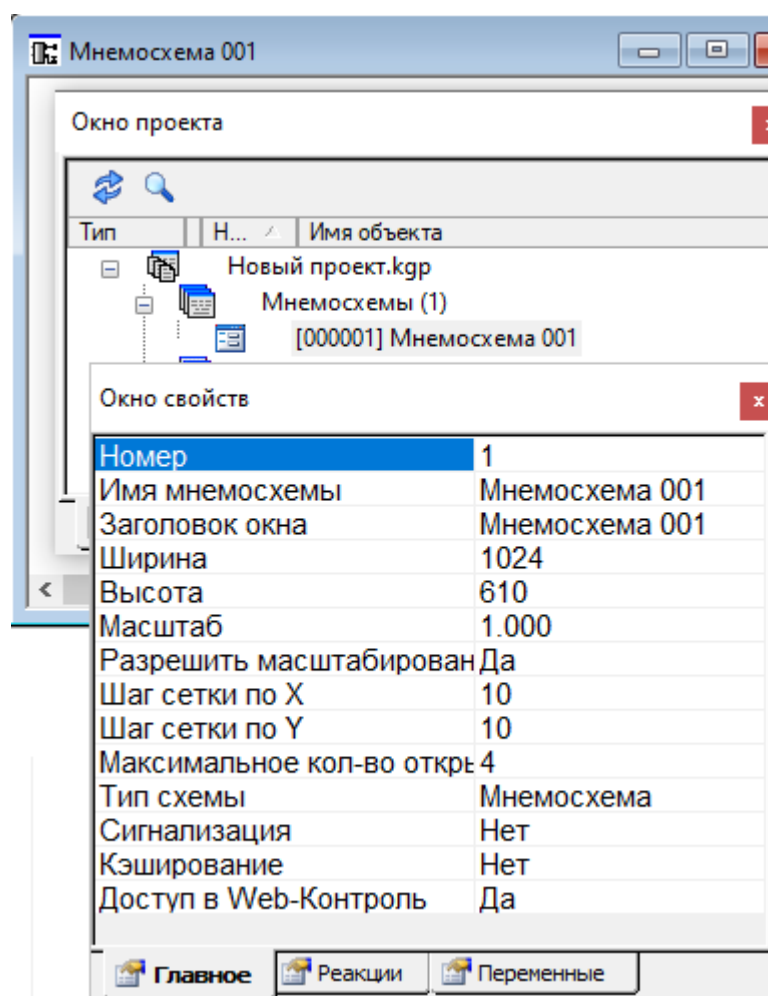 Мнемосхема 001
Окно проекта
Тип Н... Имя объекта
Новый проект.kgp
Мнемосхемы (1)
[000001] Мнемосхема 001
Окно свойств
Номер 1
Имя мнемосхемы Мнемосхема 001
Заголовок окна Мнемосхема 001
Ширина 1024
Высота 610
Масштаб 1.000
Разрешить масштабирован Да
Шаг сетки по X 10
Шаг сетки по Y 10
Максимальное кол-во откры 4
Тип схемы Мнемосхема
Сигнализация Нет
Кэширование Нет
Доступ в Web-Контроль Да
Главное Реакции Переменные